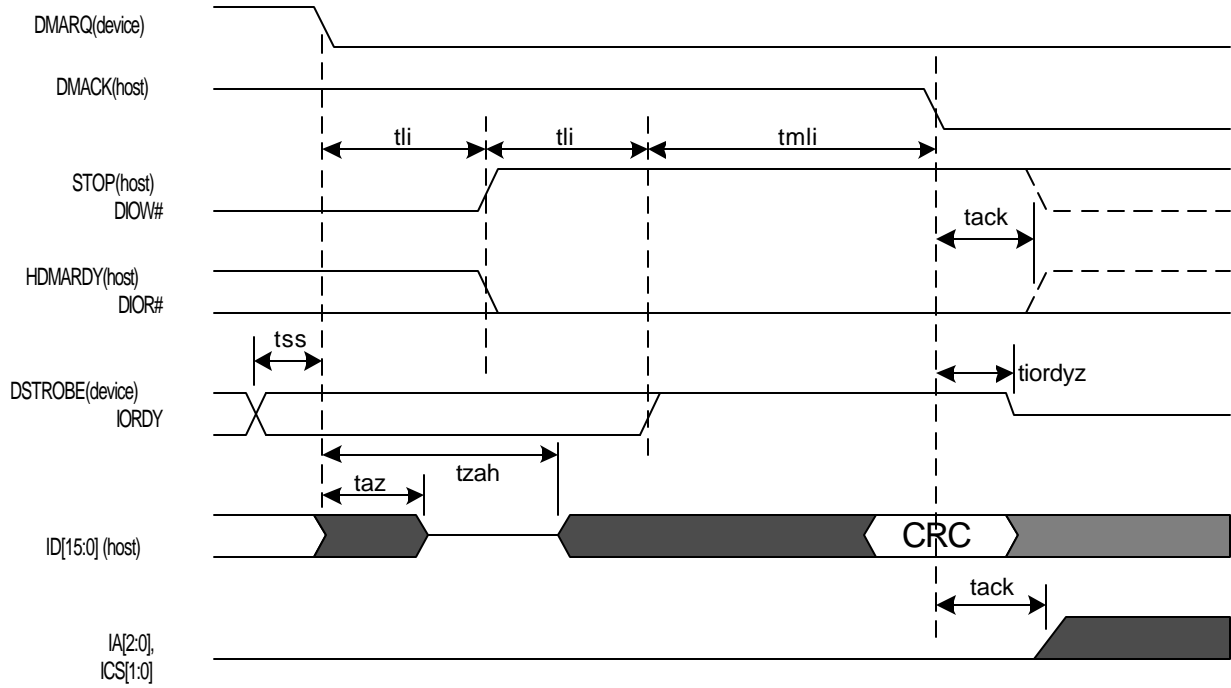 DMARQ(device)
DMACK(host)
tli
tli
tmli
STOP(host)
DIOW#
tack
HDMARDY(host)
DIOR#
tss
tiordyz
DSTROBE(device)
IORDY
tzah
taz
ID[15:0] (host)
CRC
tack
IA[2:0],
ICS[1:0]